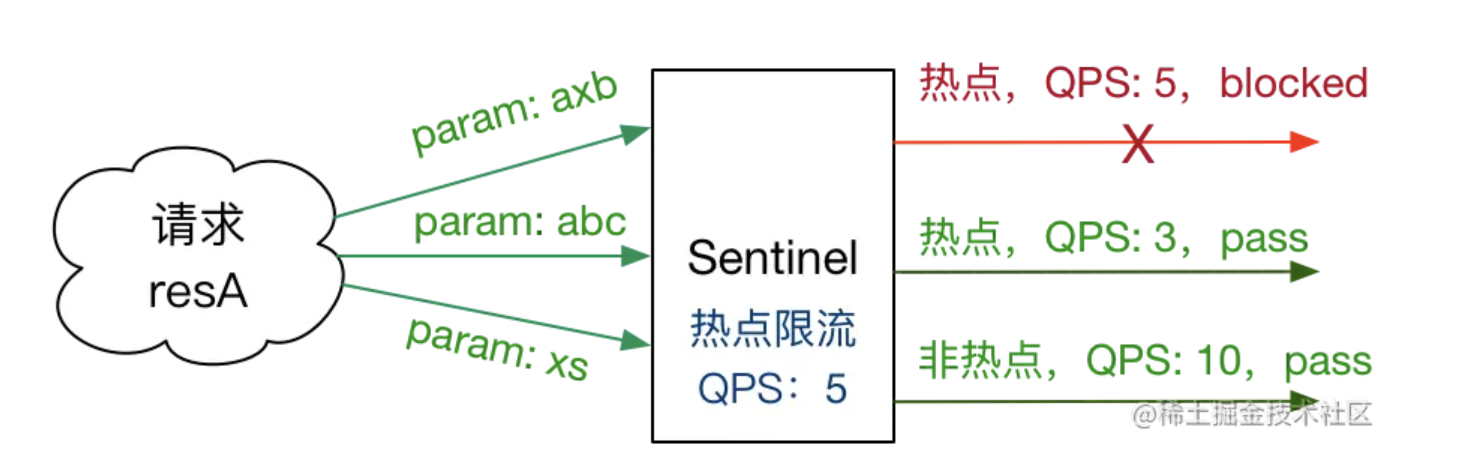 请求
resA
param: axb
param: abc
param: xs
Sentinel
热点限流
QPS：5
热点，QPS: 5，blocked
X
热点，QPS: 3，pass
非热点，QPS: 10，pass
@稀土掘金技术社区